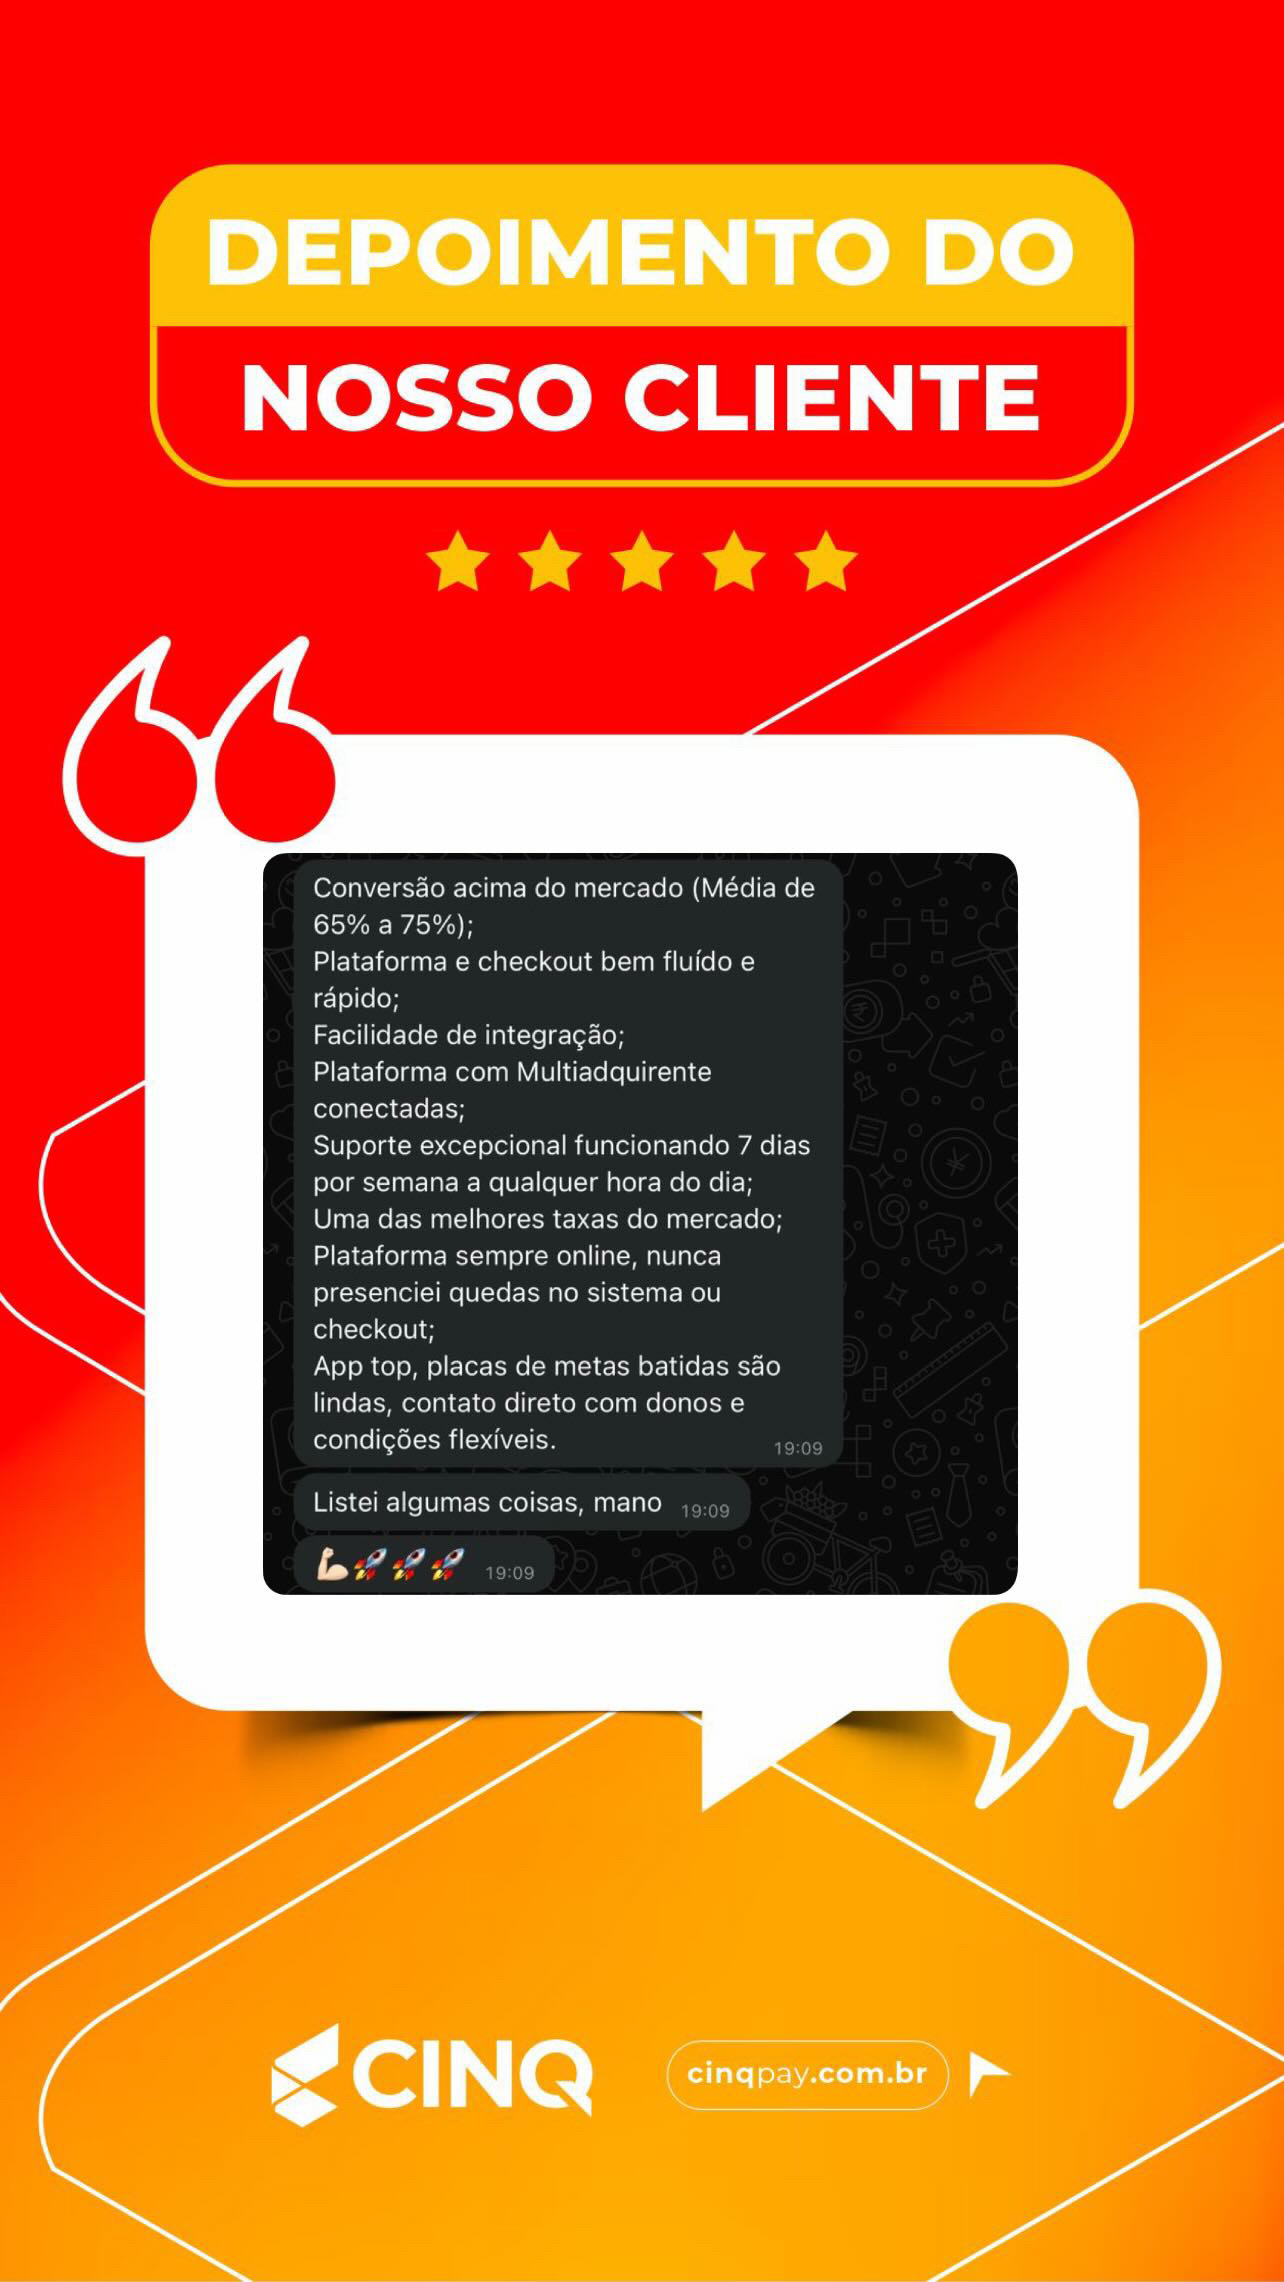 DEPOIMENTO DO
NOSSO CLIENTE
Conversão acima do mercado (Média de
65% a 75%);
Plataforma e checkout bem fluído e
rápido;
Facilidade de integração;
Plataforma com Multiadquirente
conectadas;
Suporte excepcional funcionando 7 dias
por semana a qualquer hora do dia;
Uma das melhores taxas do mercado;
Plataforma sempre online, nunca
presenciei quedas no sistema ou
checkout;
App top, placas de metas batidas são
lindas, contato direto com donos e
condições flexíveis.
19:09
Listei algumas coisas, mano 19:09
💪🏻🚀🚀🚀 19:09
CINQ
cinqpay.com.br